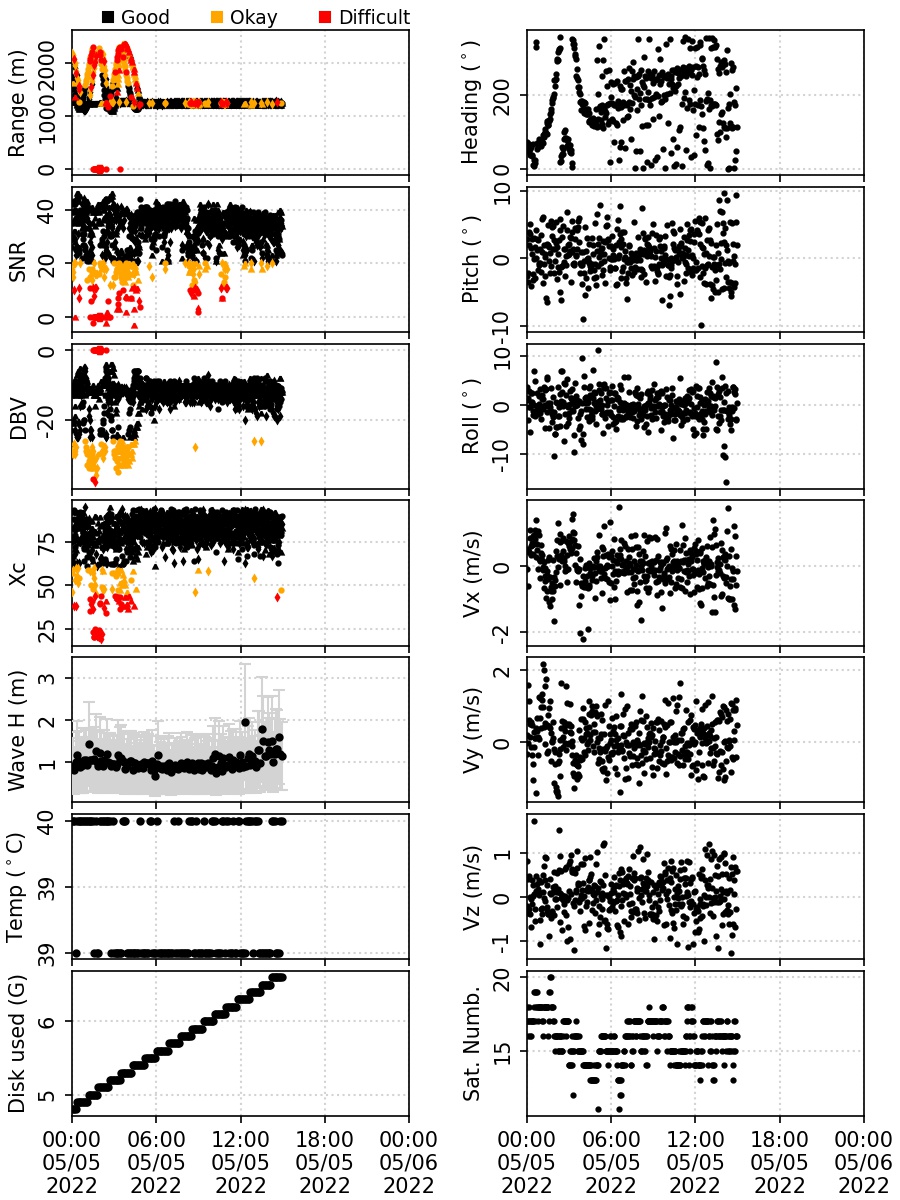 Good Okay Difficult
Range (m)
0 1000 2000
Heading (°)
0 200
SNR
0 20 40
Pitch (°)
-10 0 10
DBV
-20 0
Roll (°)
-10 0 10
Xc
25 50 75
Vx (m/s)
-2 0
Wave H (m)
1 2 3
Vy (m/s)
0 2
Temp (°C)
39 39 40
Vz (m/s)
-1 0 1
Disk used (G)
5 6
Sat. Numb.
15 20
00:00 06:00 12:00 18:00 00:00
05/05 05/05 05/05 05/05 05/06
2022 2022 2022 2022 2022
00:00 06:00 12:00 18:00 00:00
05/05 05/05 05/05 05/05 05/06
2022 2022 2022 2022 2022